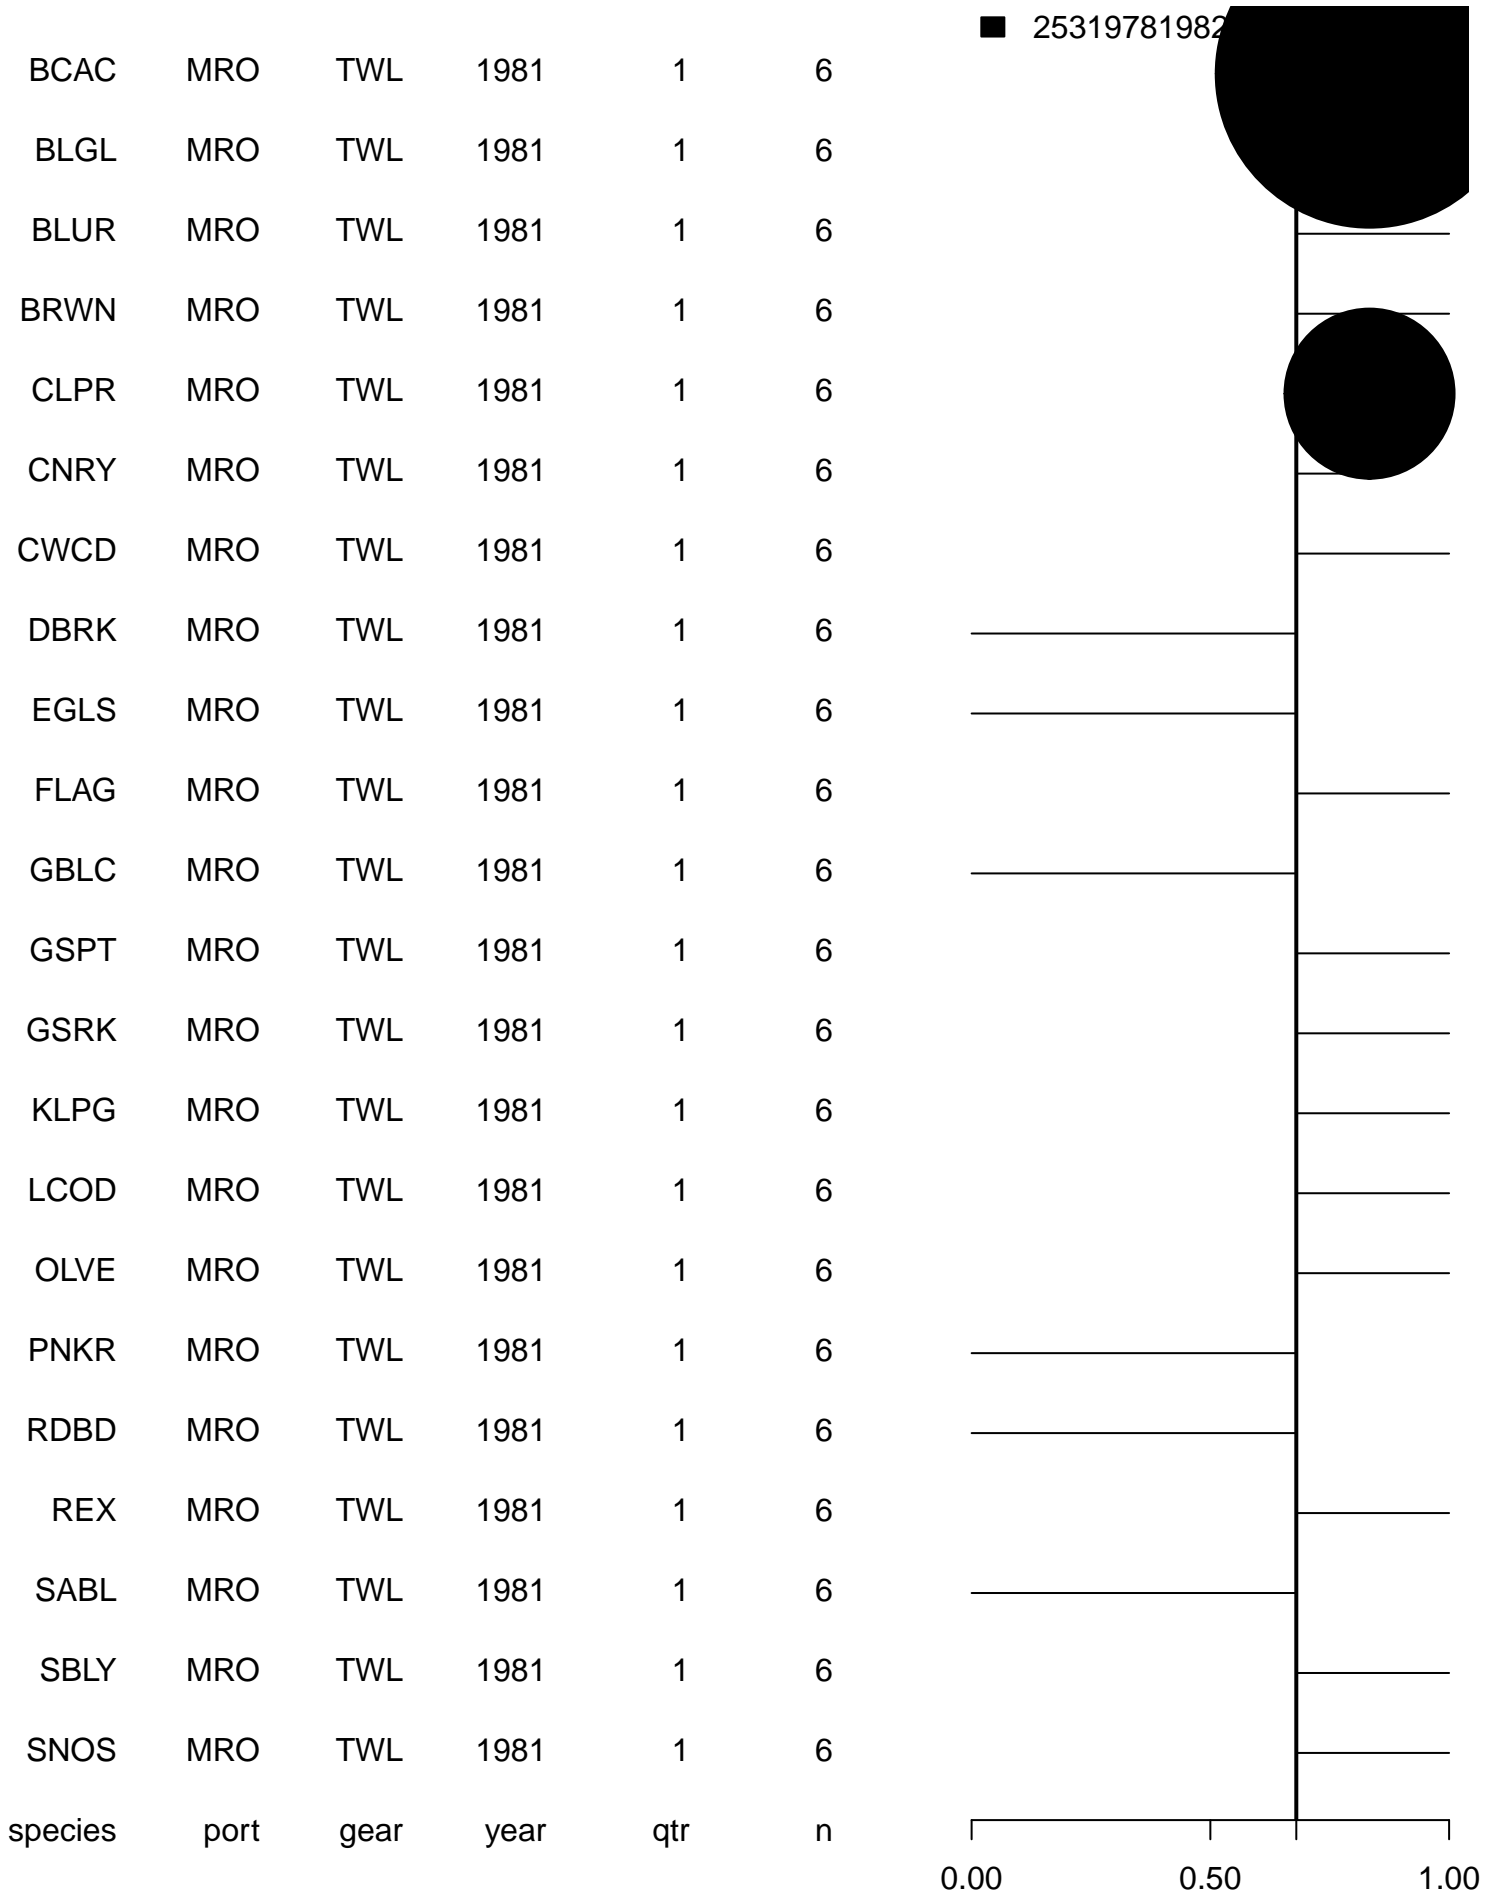 25319781982
BCAC MRO TWL 1981 1 6
BLGL MRO TWL 1981 1 6
BLUR MRO TWL 1981 1 6
BRWN MRO TWL 1981 1 6
CLPR MRO TWL 1981 1 6
CNRY MRO TWL 1981 1 6
CWCD MRO TWL 1981 1 6
DBRK MRO TWL 1981 1 6
EGLS MRO TWL 1981 1 6
FLAG MRO TWL 1981 1 6
GBLC MRO TWL 1981 1 6
GSPT MRO TWL 1981 1 6
GSRK MRO TWL 1981 1 6
KLPG MRO TWL 1981 1 6
LCOD MRO TWL 1981 1 6
OLVE MRO TWL 1981 1 6
PNKR MRO TWL 1981 1 6
RDBD MRO TWL 1981 1 6
REX MRO TWL 1981 1 6
SABL MRO TWL 1981 1 6
SBLY MRO TWL 1981 1 6
SNOS MRO TWL 1981 1 6
species port gear year qtr n
0.00 0.50 1.00